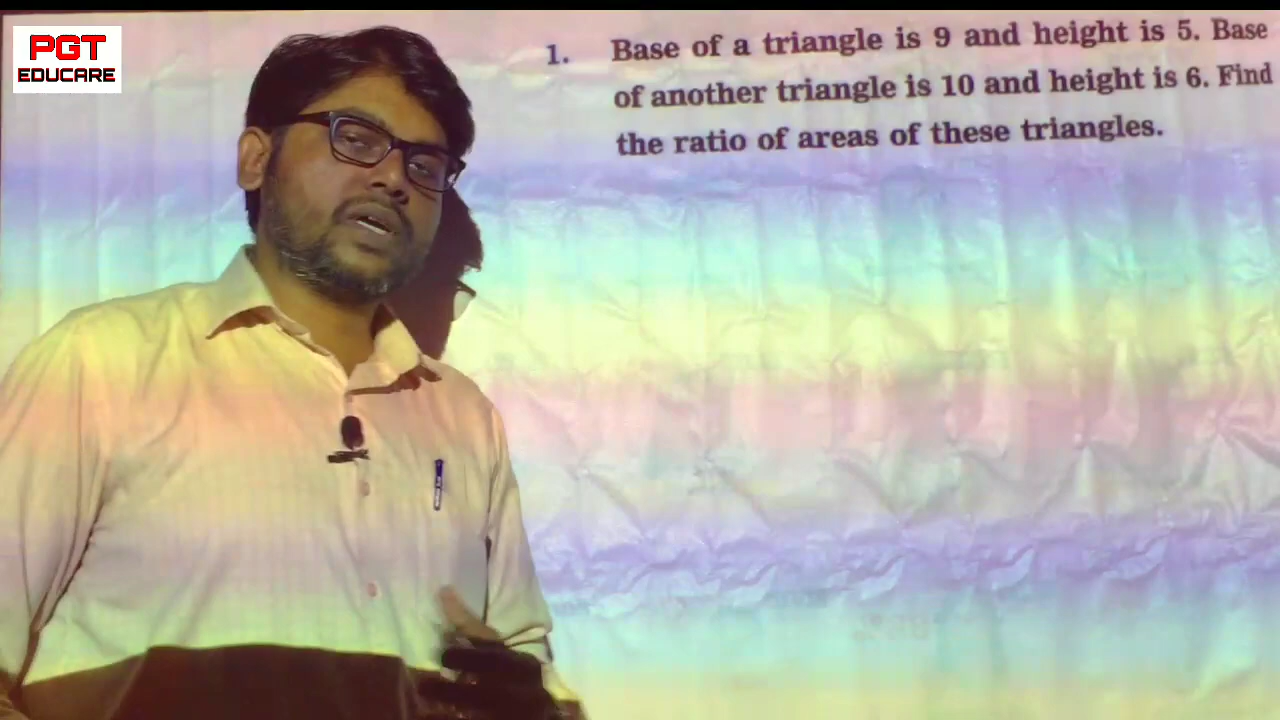 PGT
EDUCARE
1. Base of a triangle is 9 and height is 5. Base
of another triangle is 10 and height is 6. Find
the ratio of areas of these triangles.